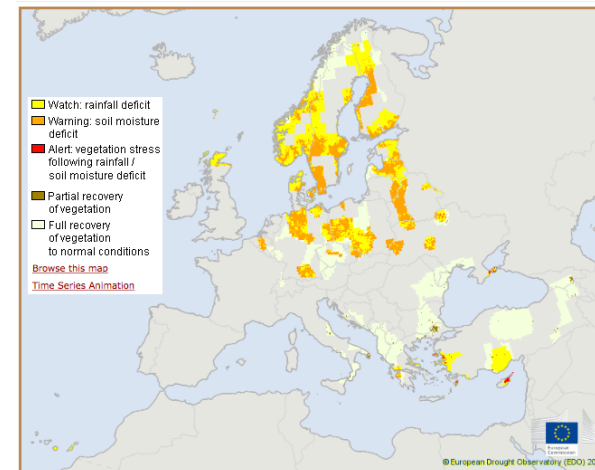 Watch: rainfall deficit
Warning: soil moisture
deficit
Alert: vegetation stress
following rainfall /
soil moisture deficit
Partial recovery
of vegetation
Full recovery
of vegetation
to normal conditions
Browse this map
Time Series Animation
European
Commission
© European Drought Observatory (EDO) 20